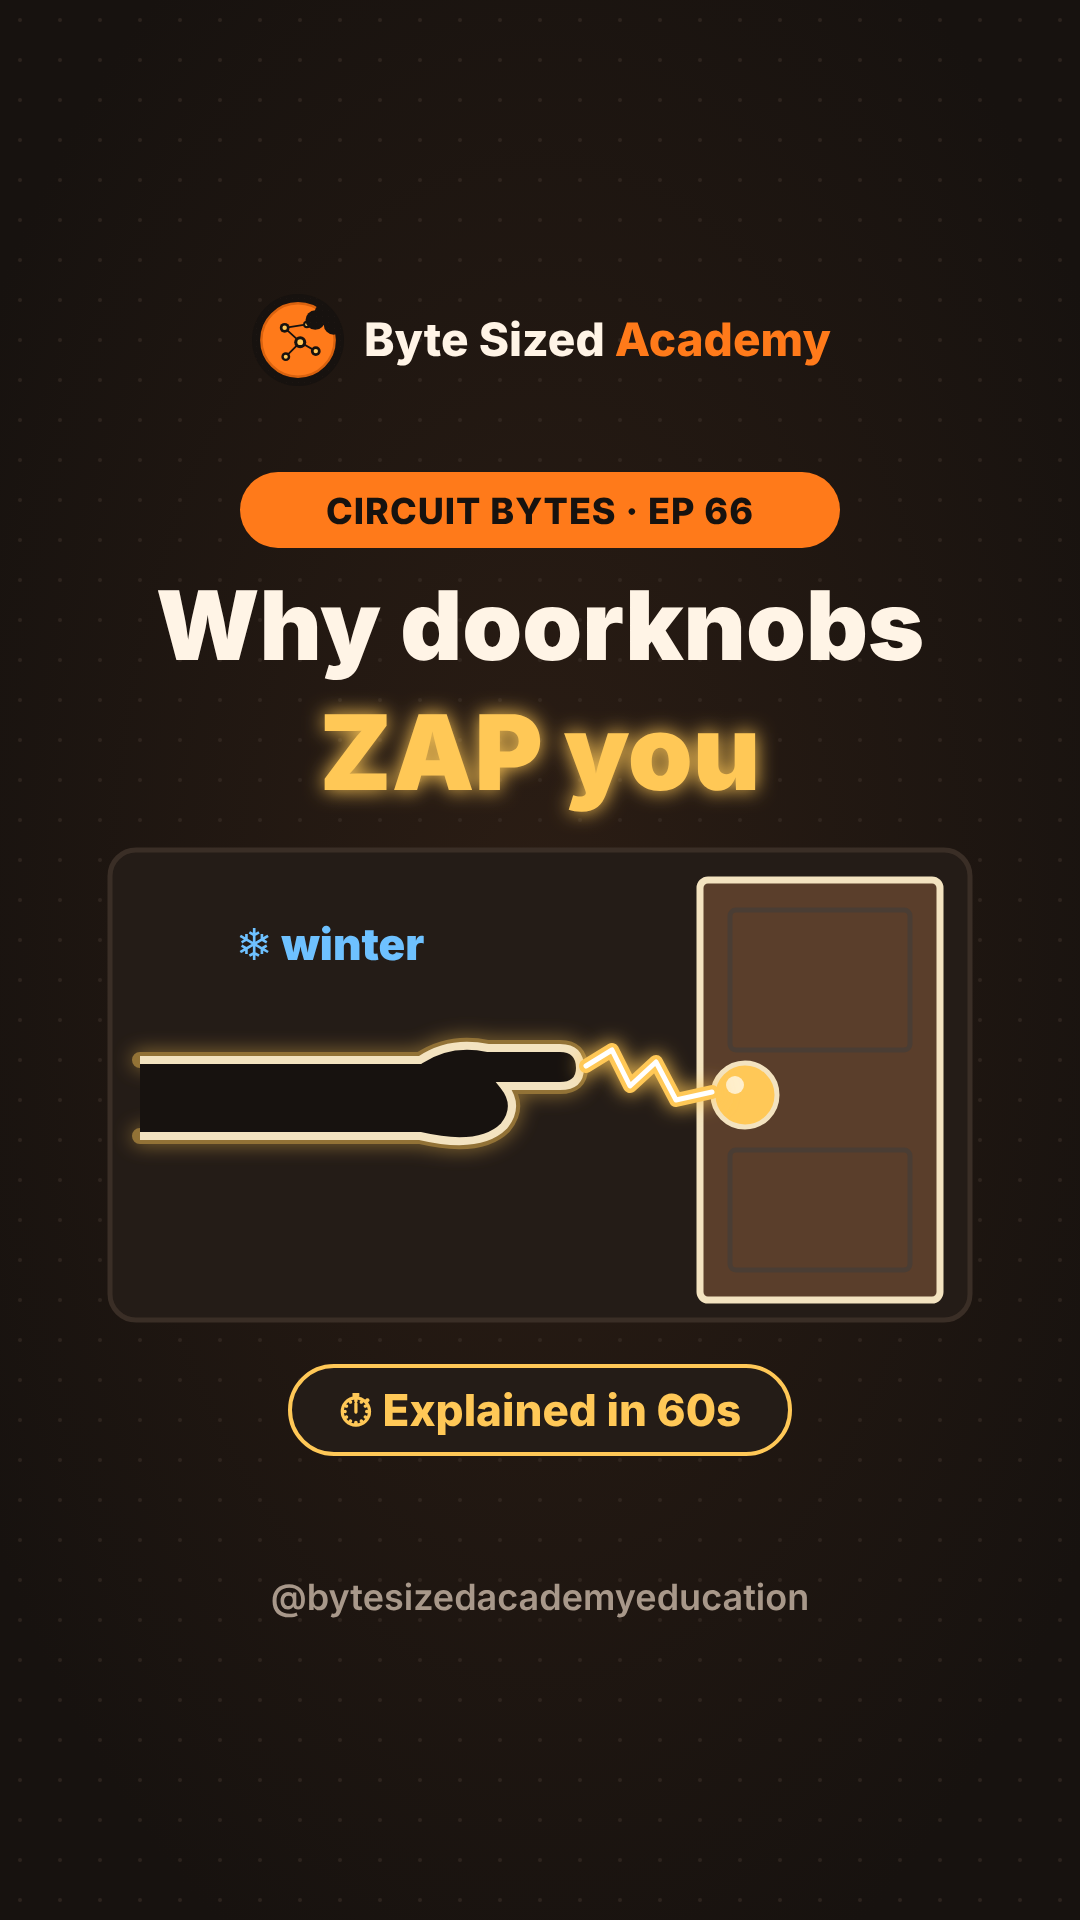 Byte Sized Academy
CIRCUIT BYTES · EP 66
Why doorknobs
ZAP you
❄ winter
⏱ Explained in 60s
@bytesizedacademyeducation